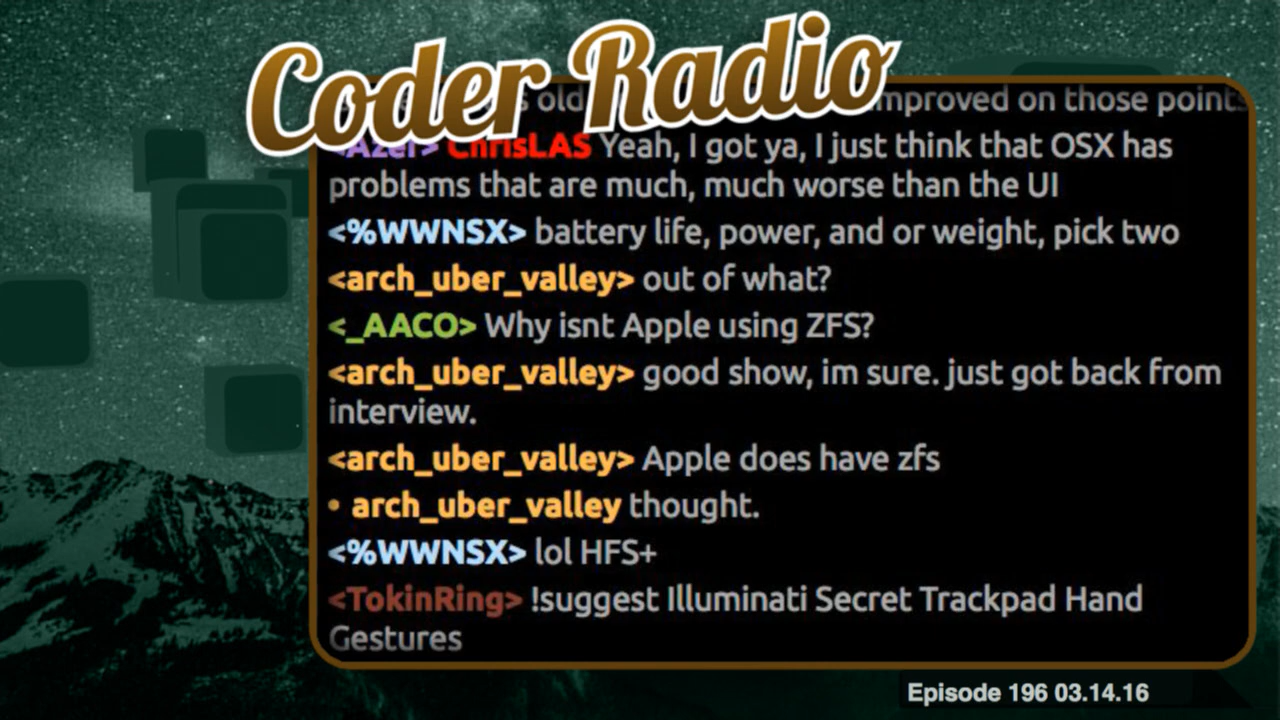 Coder Radio
old
mproved on those points
<Azel> ChrisLAS Yeah, I got ya, I just think that OSX has
problems that are much, much worse than the UI
<%WWNSX> battery life, power, and or weight, pick two
<arch_uber_valley> out of what?
<_AACO> Why isnt Apple using ZFS?
<arch_uber_valley> good show, im sure. just got back from
interview.
<arch_uber_valley> Apple does have zfs
• arch_uber_valley thought.
<%WWNSX> lol HFS+
<TokinRing> !suggest Illuminati Secret Trackpad Hand
Gestures
Episode 196 03.14.16